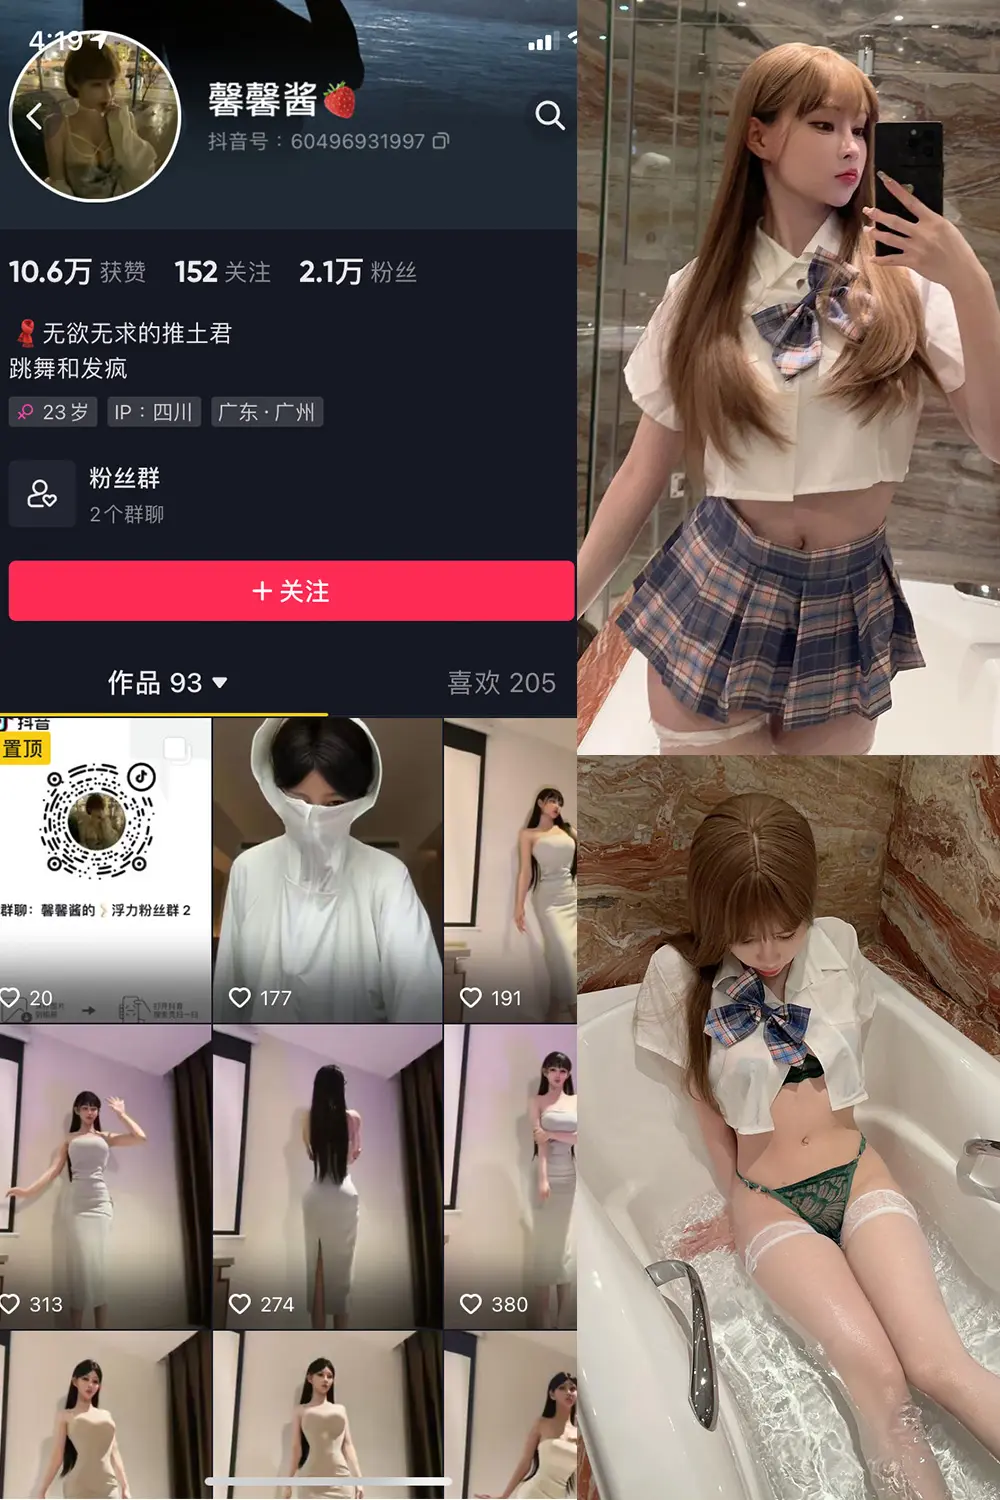 4:19
馨馨酱🍓
抖音号：60496931997
10.6万 获赞 152 关注 2.1万 粉丝
无欲无求的推土君
跳舞和发疯
23岁 IP：四川 广东·广州
粉丝群
2个群聊
+ 关注
作品 93 喜欢 205
抖音
置顶
群聊：馨馨酱的🏃浮力粉丝群 2
20 177 191
313 274 380